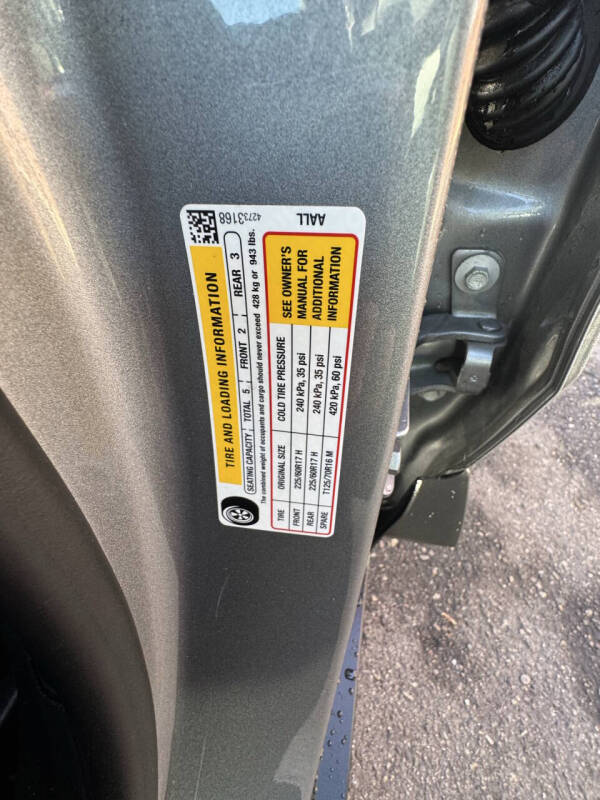 TIRE AND LOADING INFORMATION
SEATING CAPACITY TOTAL 5 FRONT 2 REAR 3
The combined weight of occupants and cargo should never exceed 428 kg or 943 lbs.
TIRE ORIGINAL SIZE COLD TIRE PRESSURE
FRONT 225/60R17 H 240 kPa, 35 psi
REAR 225/60R17 H 240 kPa, 35 psi
SPARE T125/70R16 M 420 kPa, 60 psi
SEE OWNER'S
MANUAL FOR
ADDITIONAL
INFORMATION
42733168
AALL